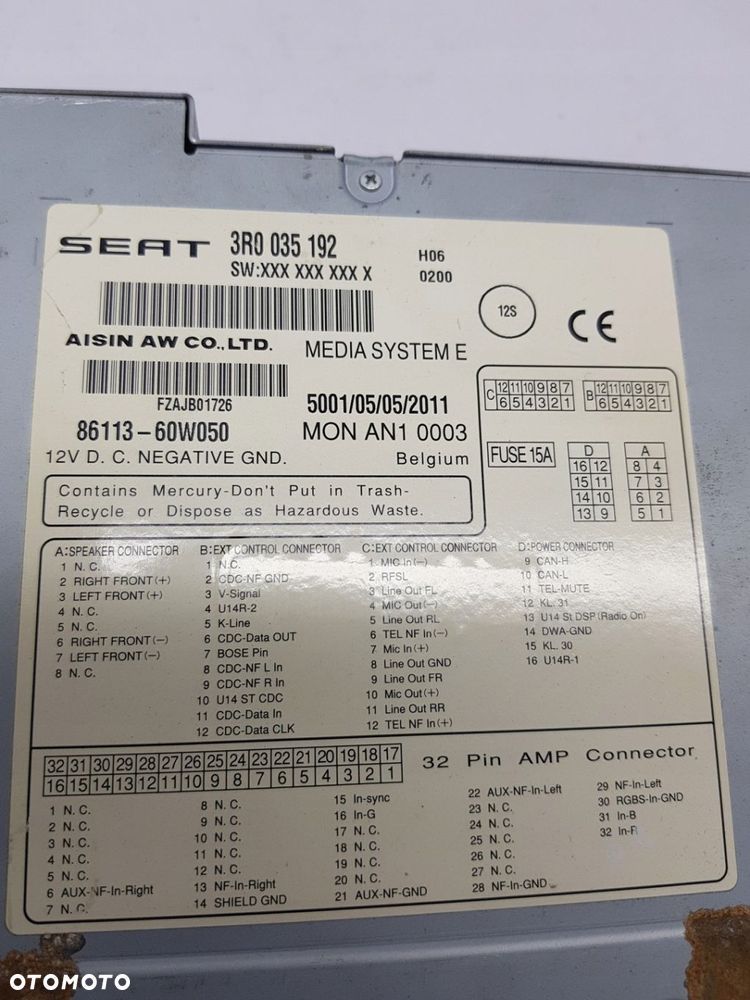 SEAT 3R0 035 192
SW:XXX XXX XXX X
H06
0200
12S
CE
AISIN AW CO.,LTD.
MEDIA SYSTEM E
FZAJB01726
5001/05/05/2011
86113-60W050
MON AN1 0003
12V D. C. NEGATIVE GND.
Belgium
Contains Mercury-Don't Put in Trash-
Recycle or Dispose as Hazardous Waste.
C 12 11 10 9 8 7
6 5 4 3 2 1
B 12 11 10 9 8 7
6 5 4 3 2 1
FUSE 15A
D
16 12
15 11
14 10
13 9
A
8 4
7 3
6 2
5 1
A:SPEAKER CONNECTOR
1 N. C.
2 RIGHT FRONT(+)
3 LEFT FRONT(+)
4 N. C.
5 N. C.
6 RIGHT FRONT(-)
7 LEFT FRONT(-)
8 N. C.
B:EXT CONTROL CONNECTOR
1 N.C.
2 CDC-NF GND
3 V-Signal
4 U14R-2
5 K-Line
6 CDC-Data OUT
7 BOSE Pin
8 CDC-NF L In
9 CDC-NF R In
10 U14 ST CDC
11 CDC-Data In
12 CDC-Data CLK
C:EXT CONTROL CONNECTOR
1 MIC In(-)
2 RFSL
3 Line Out FL
4 MIC Out(-)
5 Line Out RL
6 TEL NF In(-)
7 Mic In(+)
8 Line Out GND
9 Line Out FR
10 Mic Out(+)
11 Line Out RR
12 TEL NF In(+)
D:POWER CONNECTOR
9 CAN-H
10 CAN-L
11 TEL-MUTE
12 KL. 31
13 U14 St DSP (Radio On)
14 DWA-GND
15 KL. 30
16 U14R-1
32 31 30 29 28 27 26 25 24 23 22 21 20 19 18 17
16 15 14 13 12 11 10 9 8 7 6 5 4 3 2 1
32 Pin AMP Connector
1 N. C.
2 N. C.
3 N. C.
4 N. C.
5 N. C.
6 AUX-NF-In-Right
7 N. C.
8 N. C.
9 N. C.
10 N. C.
11 N. C.
12 N. C.
13 NF-In-Right
14 SHIELD GND
15 In-sync
16 In-G
17 N. C.
18 N. C.
19 N. C.
20 N. C.
21 AUX-NF-GND
22 AUX-NF-In-Left
23 N. C.
24 N. C.
25 N. C.
26 N. C.
27 N. C.
28 NF-In-GND
29 NF-In-Left
30 RGBS-In-GND
31 In-B
32 In-R
OTOMOTO